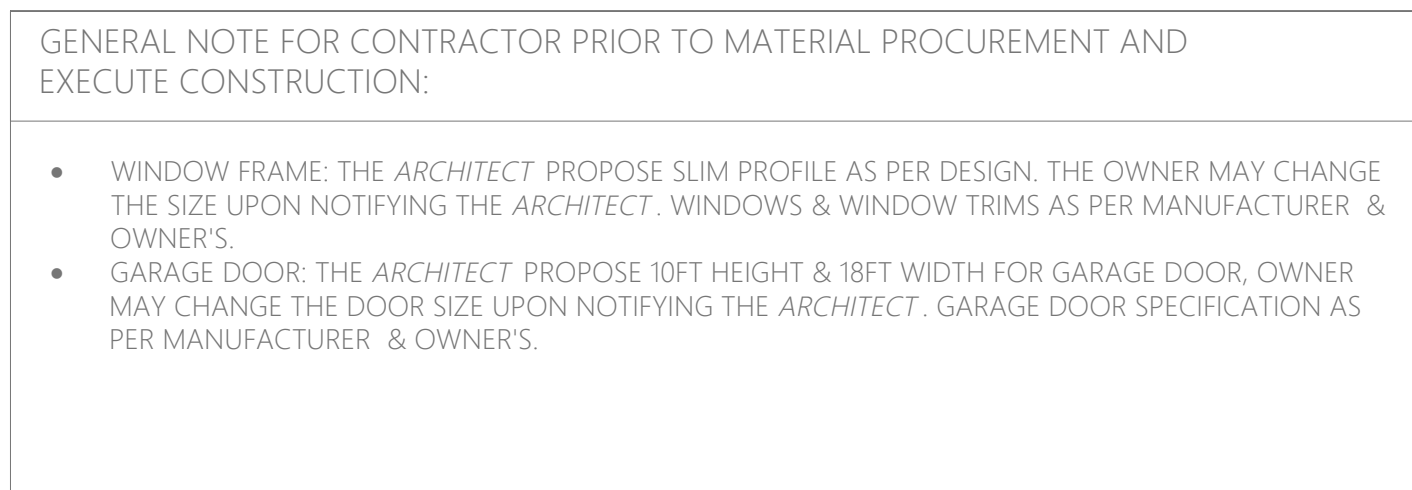 GENERAL NOTE FOR CONTRACTOR PRIOR TO MATERIAL PROCUREMENT AND
EXECUTE CONSTRUCTION:
● WINDOW FRAME: THE ARCHITECT PROPOSE SLIM PROFILE AS PER DESIGN. THE OWNER MAY CHANGE
THE SIZE UPON NOTIFYING THE ARCHITECT . WINDOWS & WINDOW TRIMS AS PER MANUFACTURER &
OWNER'S.
● GARAGE DOOR: THE ARCHITECT PROPOSE 10FT HEIGHT & 18FT WIDTH FOR GARAGE DOOR, OWNER
MAY CHANGE THE DOOR SIZE UPON NOTIFYING THE ARCHITECT . GARAGE DOOR SPECIFICATION AS
PER MANUFACTURER & OWNER'S.